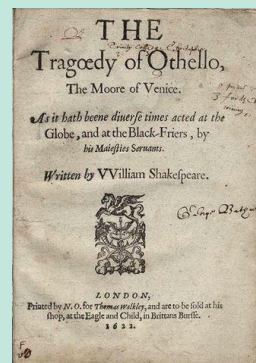 THE
Tragœdy of Othello,
The Moore of Venice.
As it hath beene diuerse times acted at the
Globe, and at the Black-Friers, by
his Maiesties Seruants.
Written by VVilliam Shakespeare.
LONDON,
Printed by N. O. for Thomas Walkley, and are to be sold at his
shop, at the Eagle and Child, in Brittans Bursse.
1622.